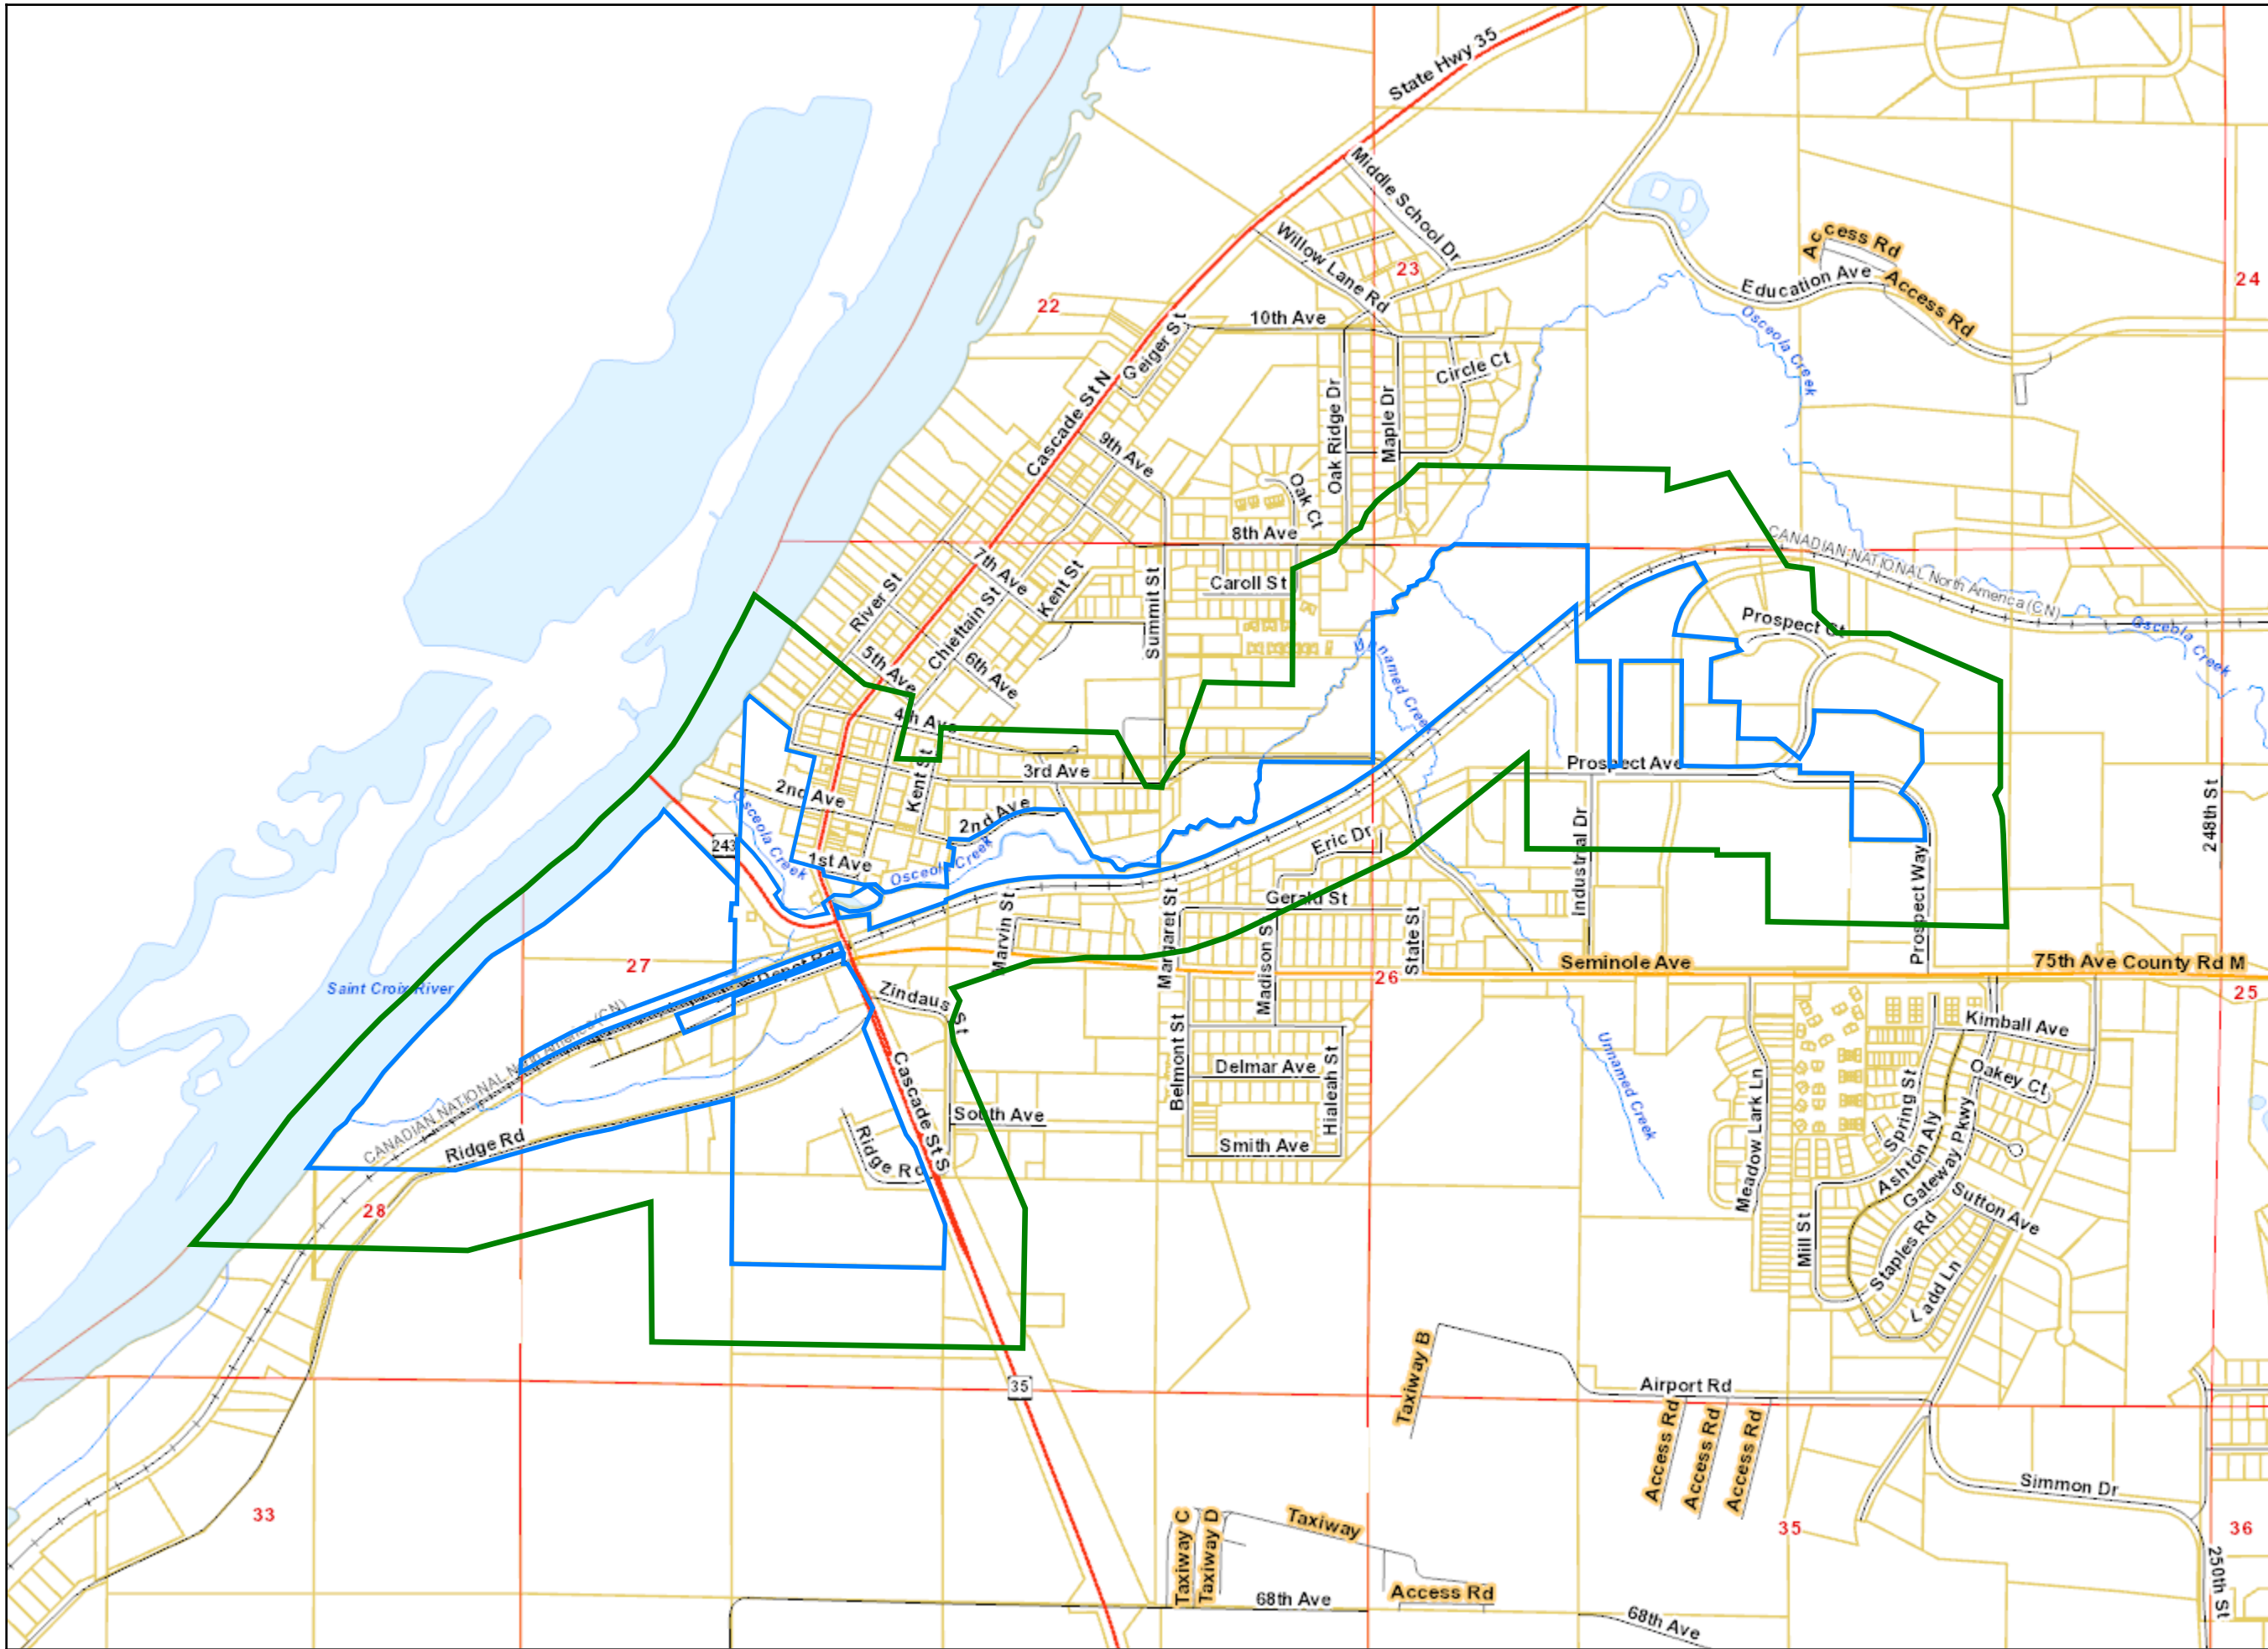 State Hwy 35
Middle School Dr
Willow Lane Rd
23
Access Rd
Education Ave
Access Rd
24
22
10th Ave
Geiger St
Osceola Creek
Circle Ct
Cascade St N
Oak Ridge Dr
Maple Dr
9th Ave
Oak Ct
8th Ave
CANADIAN NATIONAL North America (CN)
7th Ave
Kent St
Caroll St
River St
Chieftain St
Summit St
Prospect Ct
Osceola Creek
5th Ave
6th Ave
Unnamed Creek
4th Ave
3rd Ave
Prospect Ave
2nd Ave
Kent St
2nd Ave
Osceola Creek
Industrial Dr
248th St
243
1st Ave
Osceola Creek
Eric Dr
Gerald St
Marvin St
Margaret St
Madison St
State St
Prospect Way
27
Depot Rd
Seminole Ave
75th Ave County Rd M
26
25
Saint Croix River
Zindaus St
CANADIAN NATIONAL North America (CN)
Belmont St
Kimball Ave
Unnamed Creek
Cascade St S
Delmar Ave
Hialeah St
Meadow Lark Ln
Spring St
Oakey Ct
South Ave
Ridge Rd
Ridge Rd
Smith Ave
Ashton Aly
Gateway Pkwy
Sutton Ave
28
Mill St
Staples Rd
Ladd Ln
Taxiway B
35
Airport Rd
Access Rd
Access Rd
Access Rd
Simmon Dr
33
Taxiway C
Taxiway D
Taxiway
35
36
250th St
68th Ave
Access Rd
68th Ave